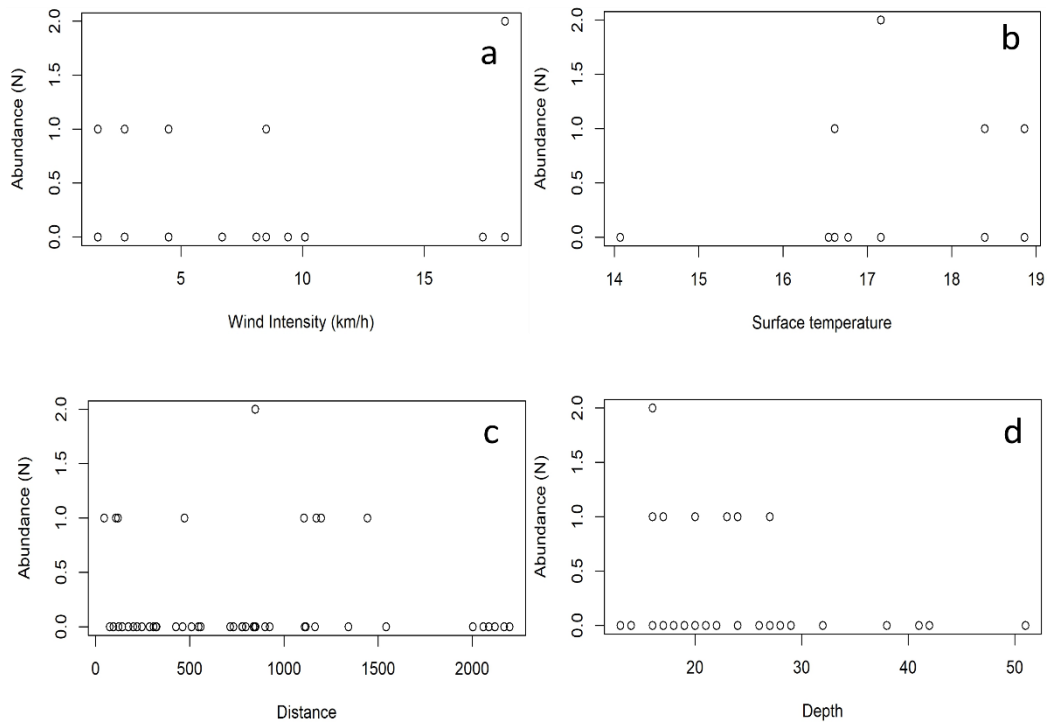 a
Abundance (N)
2.0
1.5
1.0
0.5
0.0
5 10 15
Wind Intensity (km/h)
b
Abundance (N)
2.0
1.5
1.0
0.5
0.0
14 15 16 17 18 19
Surface temperature
c
Abundance (N)
2.0
1.5
1.0
0.5
0.0
0 500 1000 1500 2000
Distance
d
Abundance (N)
2.0
1.5
1.0
0.5
0.0
20 30 40 50
Depth